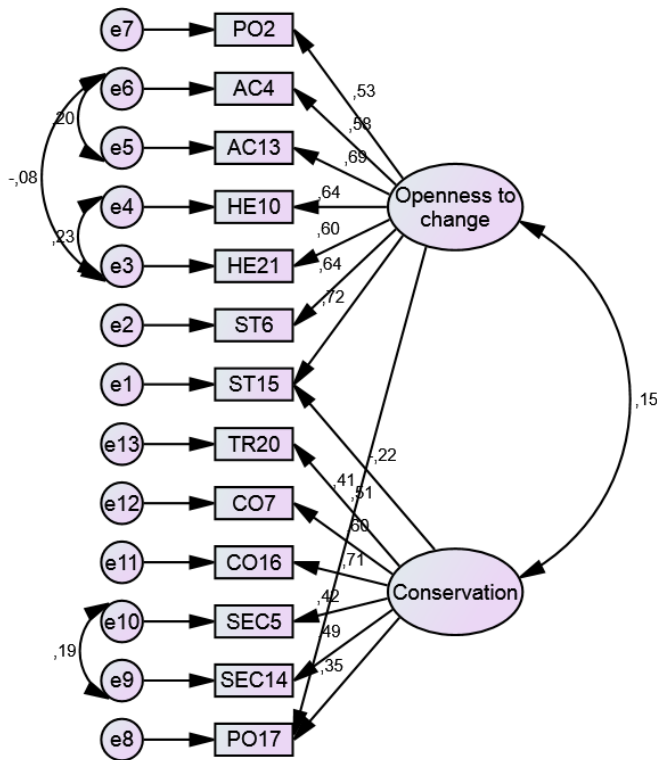 e7
PO2
,53
e6
AC4
,58
,20
e5
AC13
,69
-,08
e4
HE10
,64
Openness to
change
,23
e3
HE21
,60
,64
e2
ST6
,72
e1
ST15
,15
e13
TR20
-,22
,41
,51
e12
CO7
,60
e11
CO16
,71
Conservation
e10
SEC5
,42
,19
e9
SEC14
,49
,35
e8
PO17